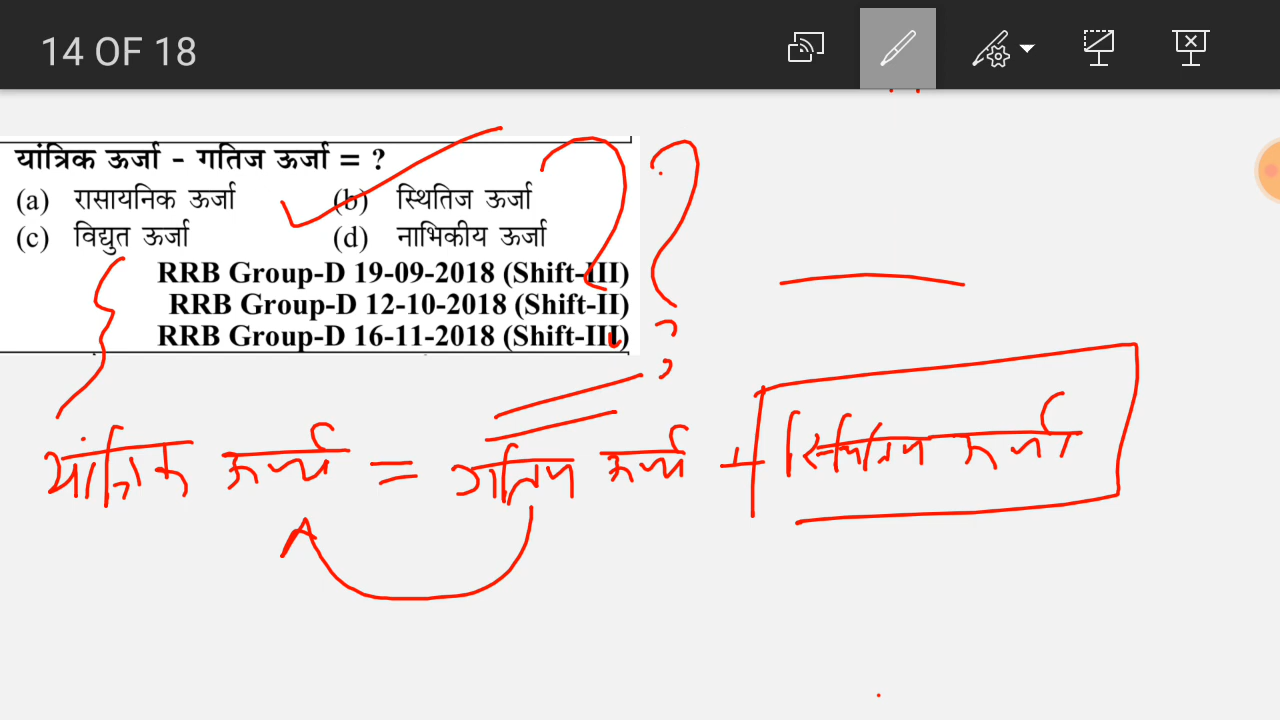 14 OF 18
यांत्रिक ऊर्जा - गतिज ऊर्जा = ?
(a) रासायनिक ऊर्जा (b) स्थितिज ऊर्जा
(c) विद्युत ऊर्जा (d) नाभिकीय ऊर्जा
RRB Group-D 19-09-2018 (Shift-III)
RRB Group-D 12-10-2018 (Shift-II)
RRB Group-D 16-11-2018 (Shift-III)
यांत्रिक ऊर्जा = गतिज ऊर्जा + स्थितिज ऊर्जा